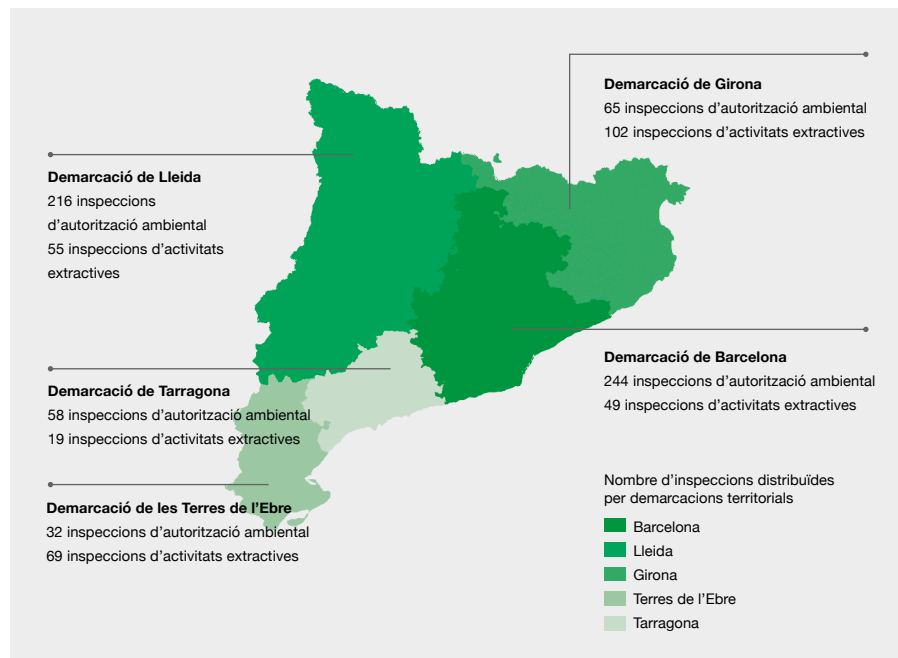 Demarcació de Girona
65 inspeccions d'autorització ambiental
102 inspeccions d'activitats extractives
Demarcació de Lleida
216 inspeccions
d'autorització ambiental
55 inspeccions d'activitats
extractives
Demarcació de Barcelona
244 inspeccions d'autorització ambiental
49 inspeccions d'activitats extractives
Demarcació de Tarragona
58 inspeccions d'autorització ambiental
19 inspeccions d'activitats extractives
Demarcació de les Terres de l'Ebre
32 inspeccions d'autorització ambiental
69 inspeccions d'activitats extractives
Nombre d'inspeccions distribuïdes
per demarcacions territorials
Barcelona
Lleida
Girona
Terres de l'Ebre
Tarragona